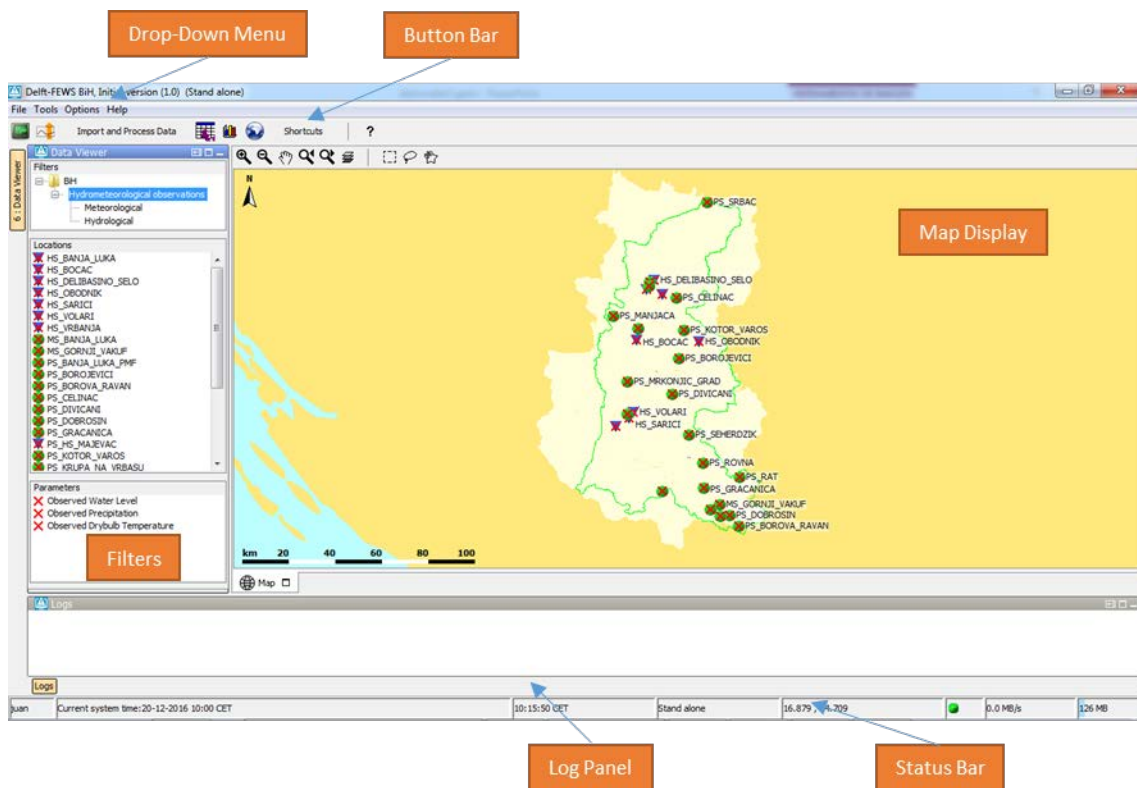 Drop-Down Menu
Button Bar
Delft-FEWS BiH, Initial version (1.0) (Stand alone)
File Tools Options Help
Import and Process Data
Shortcuts
?
6 : Data Viewer
Data Viewer
Filters
BiH
Hydrometeorological observations
Meteorological
Hydrological
Locations
HS_BANJA_LUKA
HS_BOCAC
HS_DELIBASINO_SELO
HS_OBODNIK
HS_SARICI
HS_VOLARI
HS_VRBANJA
MS_BANJA_LUKA
MS_GORNJI_VAKUF
PS_BANJA_LUKA_PMF
PS_BOROJEVICI
PS_BOROVA_RAVAN
PS_CELINAC
PS_DIVICANI
PS_DOBROSIN
PS_GRACANICA
PS_HS_MAJEVAC
PS_KOTOR_VAROS
PS_KRUPA_NA_VRBASU
Parameters
Observed Water Level
Observed Precipitation
Observed Drybulb Temperature
Filters
N
Map Display
PS_SRBAC
HS_DELIBASINO_SELO
PS_CELINAC
PS_MANJACA
PS_KOTOR_VAROS
HS_BOCAC
HS_OBODNIK
PS_BOROJEVICI
PS_MRKONJIC_GRAD
PS_DIVICANI
HS_VOLARI
HS_SARICI
PS_SEHERDZIK
PS_ROVNA
PS_RAT
PS_GRACANICA
MS_GORNJI_VAKUF
PS_DOBROSIN
PS_BOROVA_RAVAN
km 20 40 60 80 100
Map
Logs
Logs
juan
Current system time:20-12-2016 10:00 CET
10:15:50 CET
Stand alone
16.879
.709
0.0 MB/s
126 MB
Log Panel
Status Bar